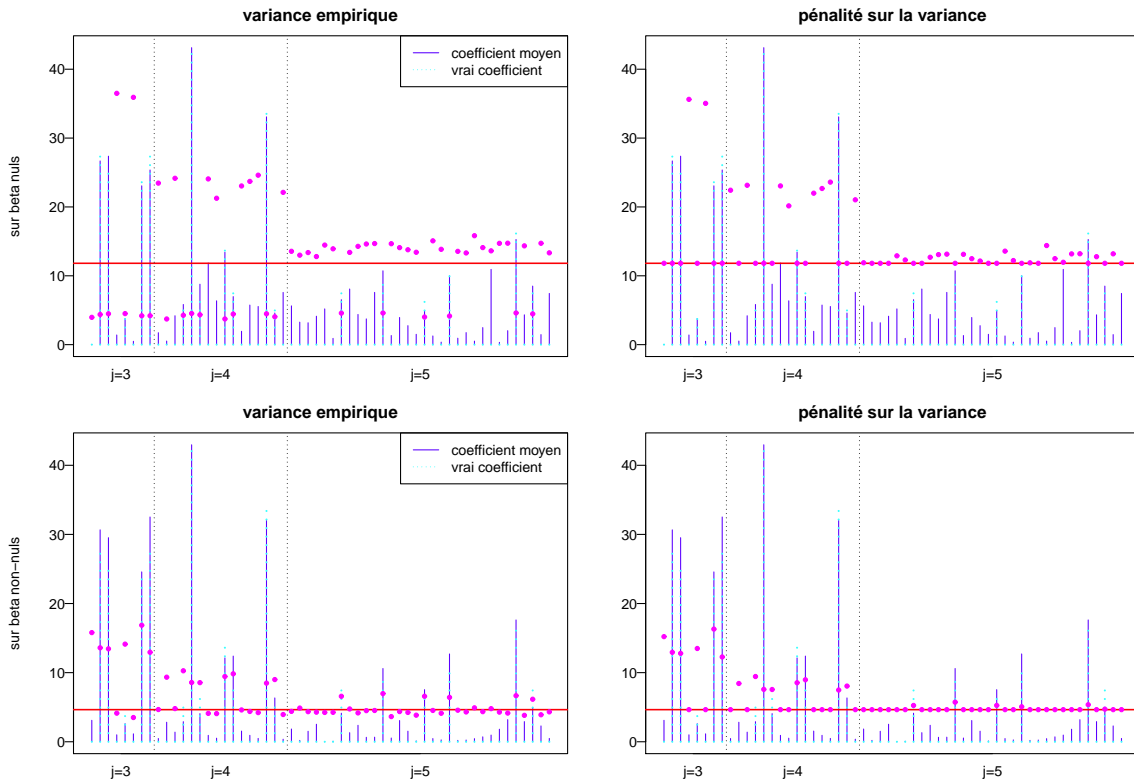 variance empirique
pénalité sur la variance
sur beta nuls
40
30
20
10
0
coefficient moyen
vrai coefficient
j=3
j=4
j=5
40
30
20
10
0
j=3
j=4
j=5
variance empirique
pénalité sur la variance
sur beta non−nuls
40
30
20
10
0
coefficient moyen
vrai coefficient
j=3
j=4
j=5
40
30
20
10
0
j=3
j=4
j=5